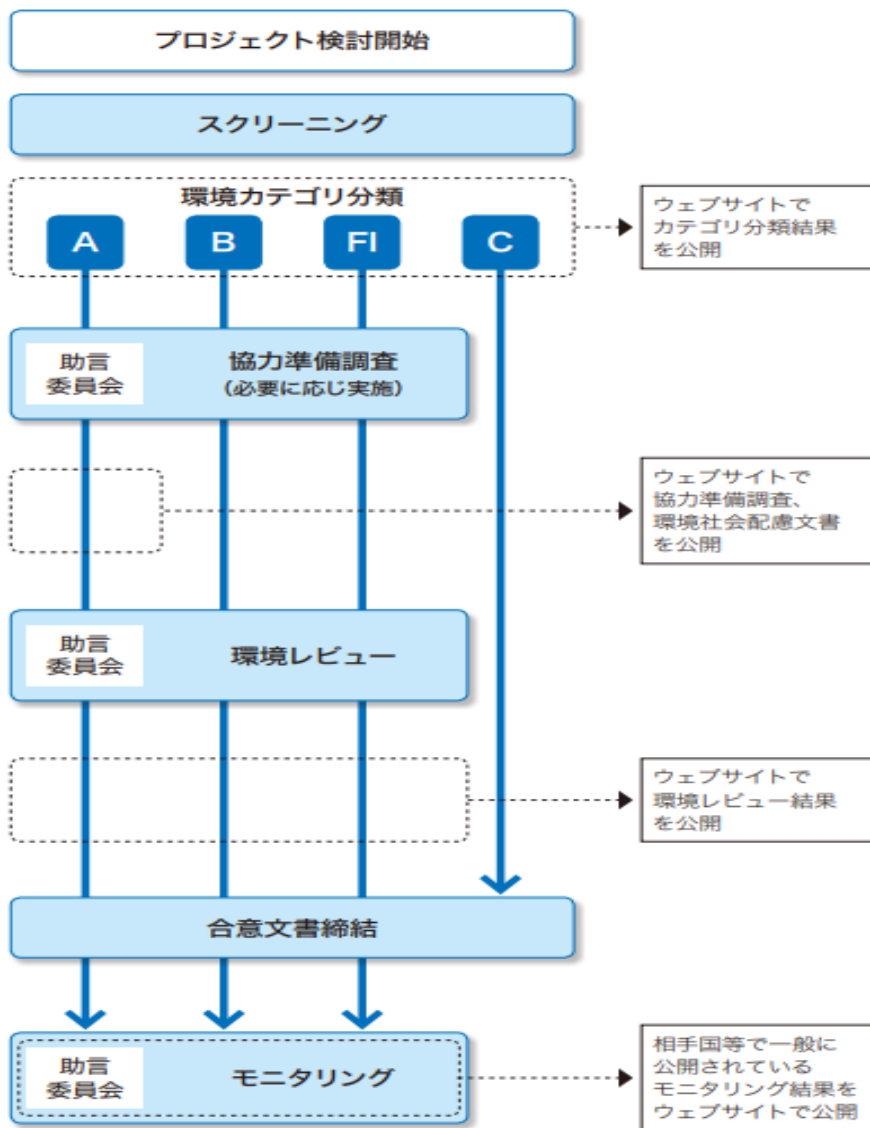 プロジェクト検討開始
スクリーニング
環境カテゴリ分類
A
B
FI
C
ウェブサイトで
カテゴリ分類結果
を公開
助言
委員会
協力準備調査
（必要に応じ実施）
ウェブサイトで
協力準備調査、
環境社会配慮文書
を公開
助言
委員会
環境レビュー
ウェブサイトで
環境レビュー結果
を公開
合意文書締結
助言
委員会
モニタリング
相手国等で一般に
公開されている
モニタリング結果を
ウェブサイトで公開